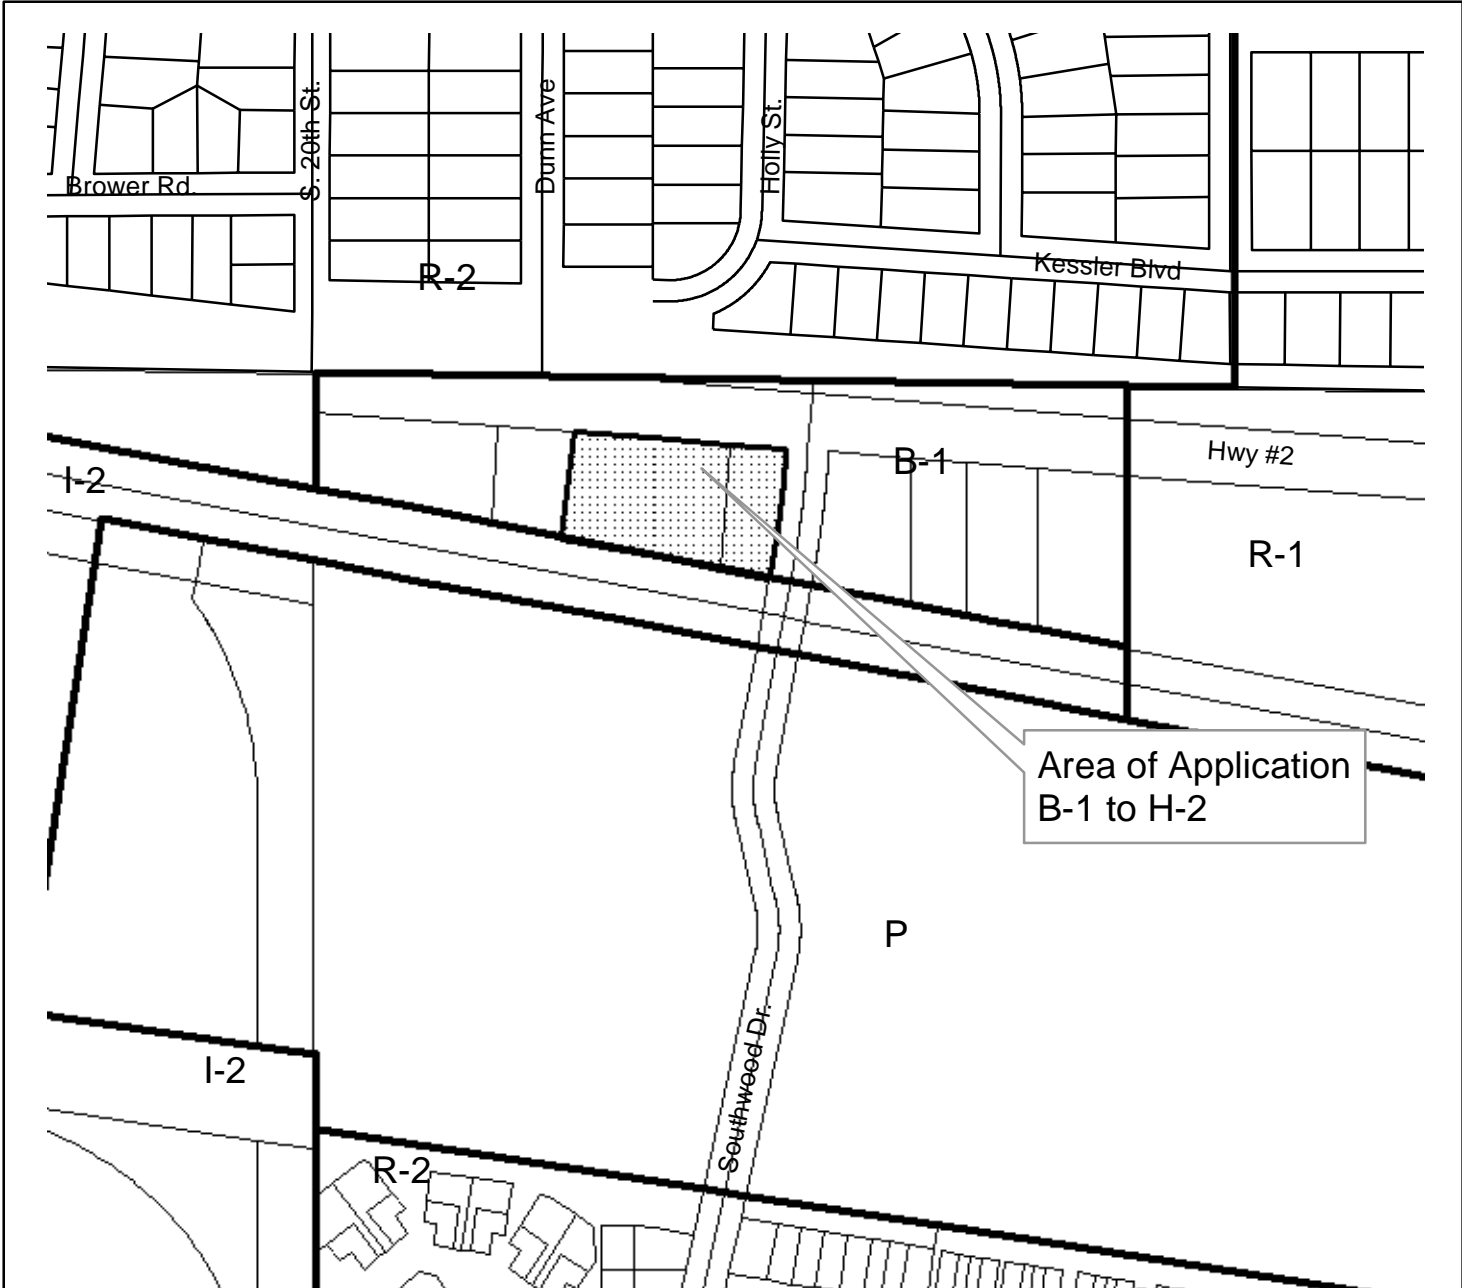 S. 20th St.
Dunn Ave
Holly St.
Brower Rd.
Kessler Blvd
R-2
Hwy #2
B-1
I-2
R-1
Area of Application
B-1 to H-2
P
Southwood Dr.
I-2
R-2